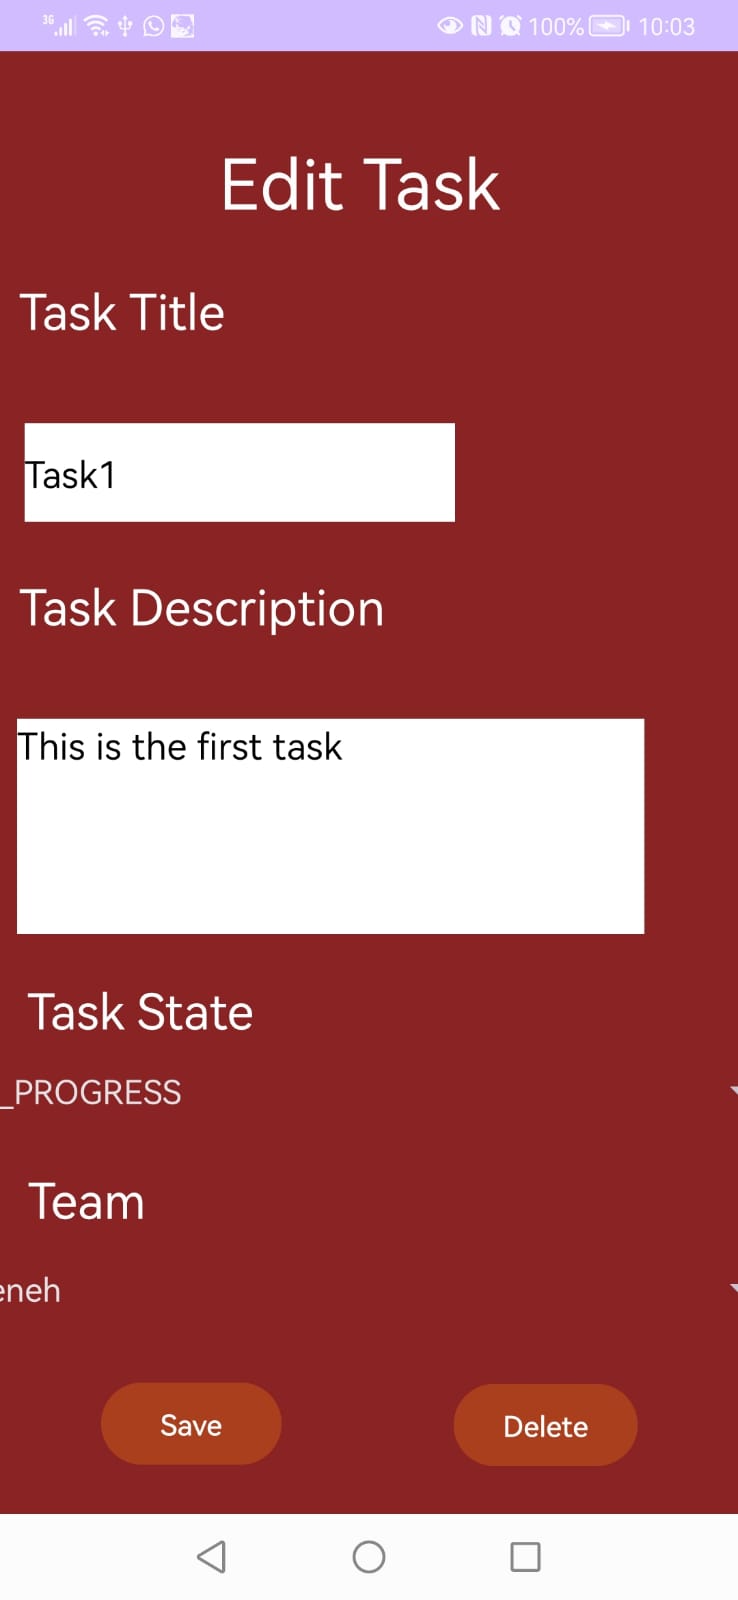 3G 100% 10:03
Edit Task
Task Title
Task1
Task Description
This is the first task
Task State
_PROGRESS
Team
eneh
Save Delete